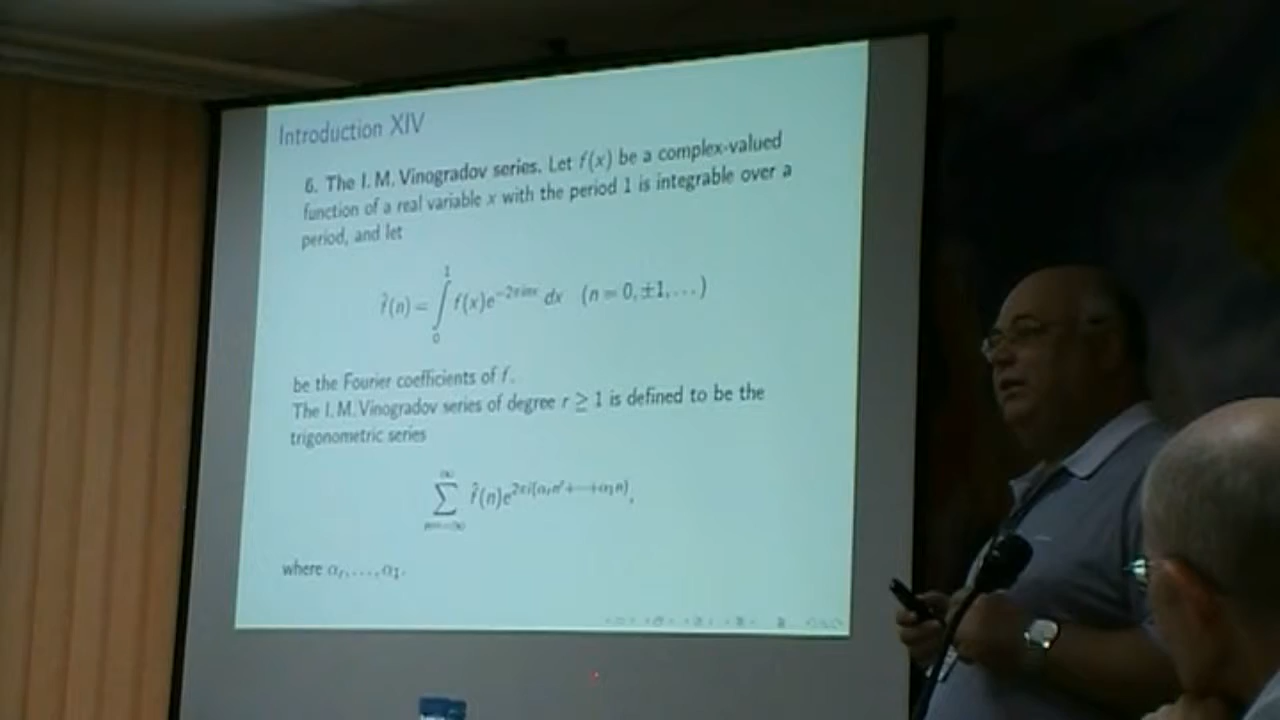 Introduction XIV
6. The I. M. Vinogradov series. Let f(x) be a complex-valued
function of a real variable x with the period 1 is integrable over a
period, and let
f̂(n) = ∫₀¹ f(x)e^{−2πinx} dx (n = 0, ±1, ...)
be the Fourier coefficients of f.
The I. M. Vinogradov series of degree r ≥ 1 is defined to be the
trigonometric series
∑_{n=−∞}^{∞} f̂(n)e^{2πi(α_r n^r+⋯+α_1 n)},
where α_r, ..., α_1.